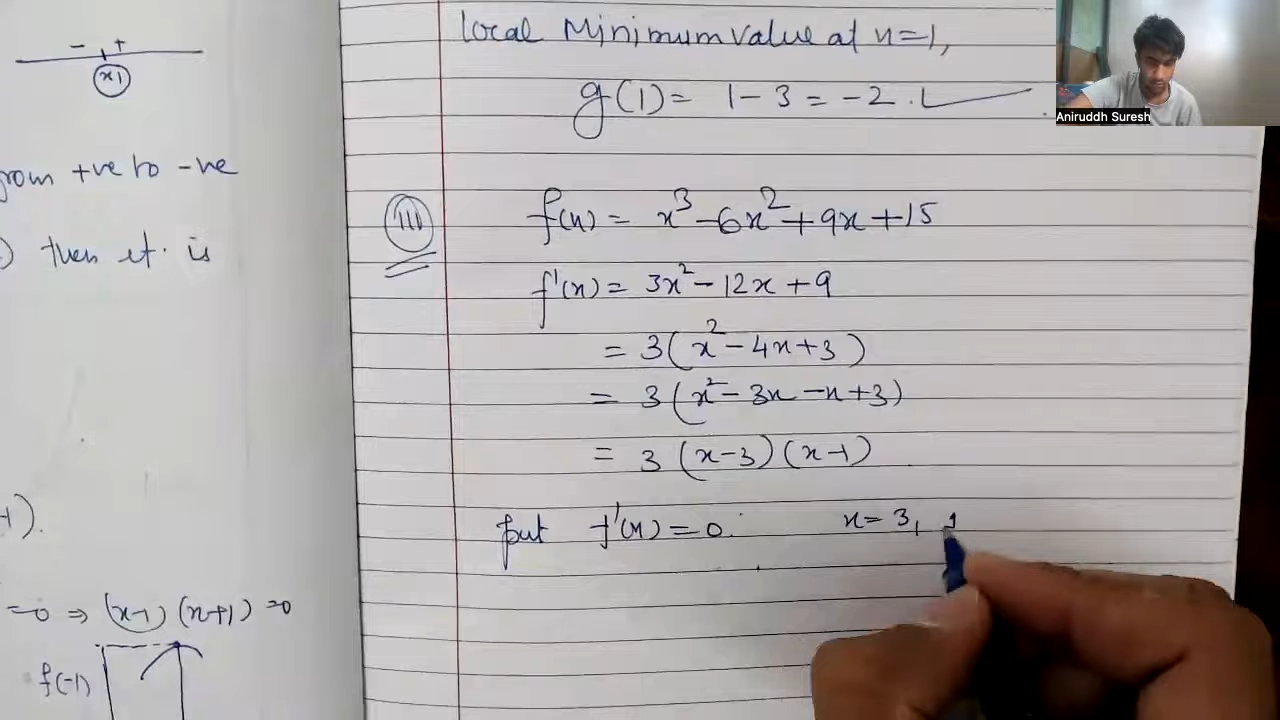 − +
x1
from +ve to -ve
) then it is
+1).
=0 ⇒ (x-1) (x+1) =0
f(-1)
local Minimum value at x=1,
g(1) = 1 - 3 = -2.
Aniruddh Suresh
III
f(x) = x³ - 6x² + 9x + 15
f'(x) = 3x² - 12x + 9
= 3(x² - 4x + 3)
= 3(x² - 3x - x + 3)
= 3 (x-3) (x-1)
put f'(x) = 0. x = 3, 1